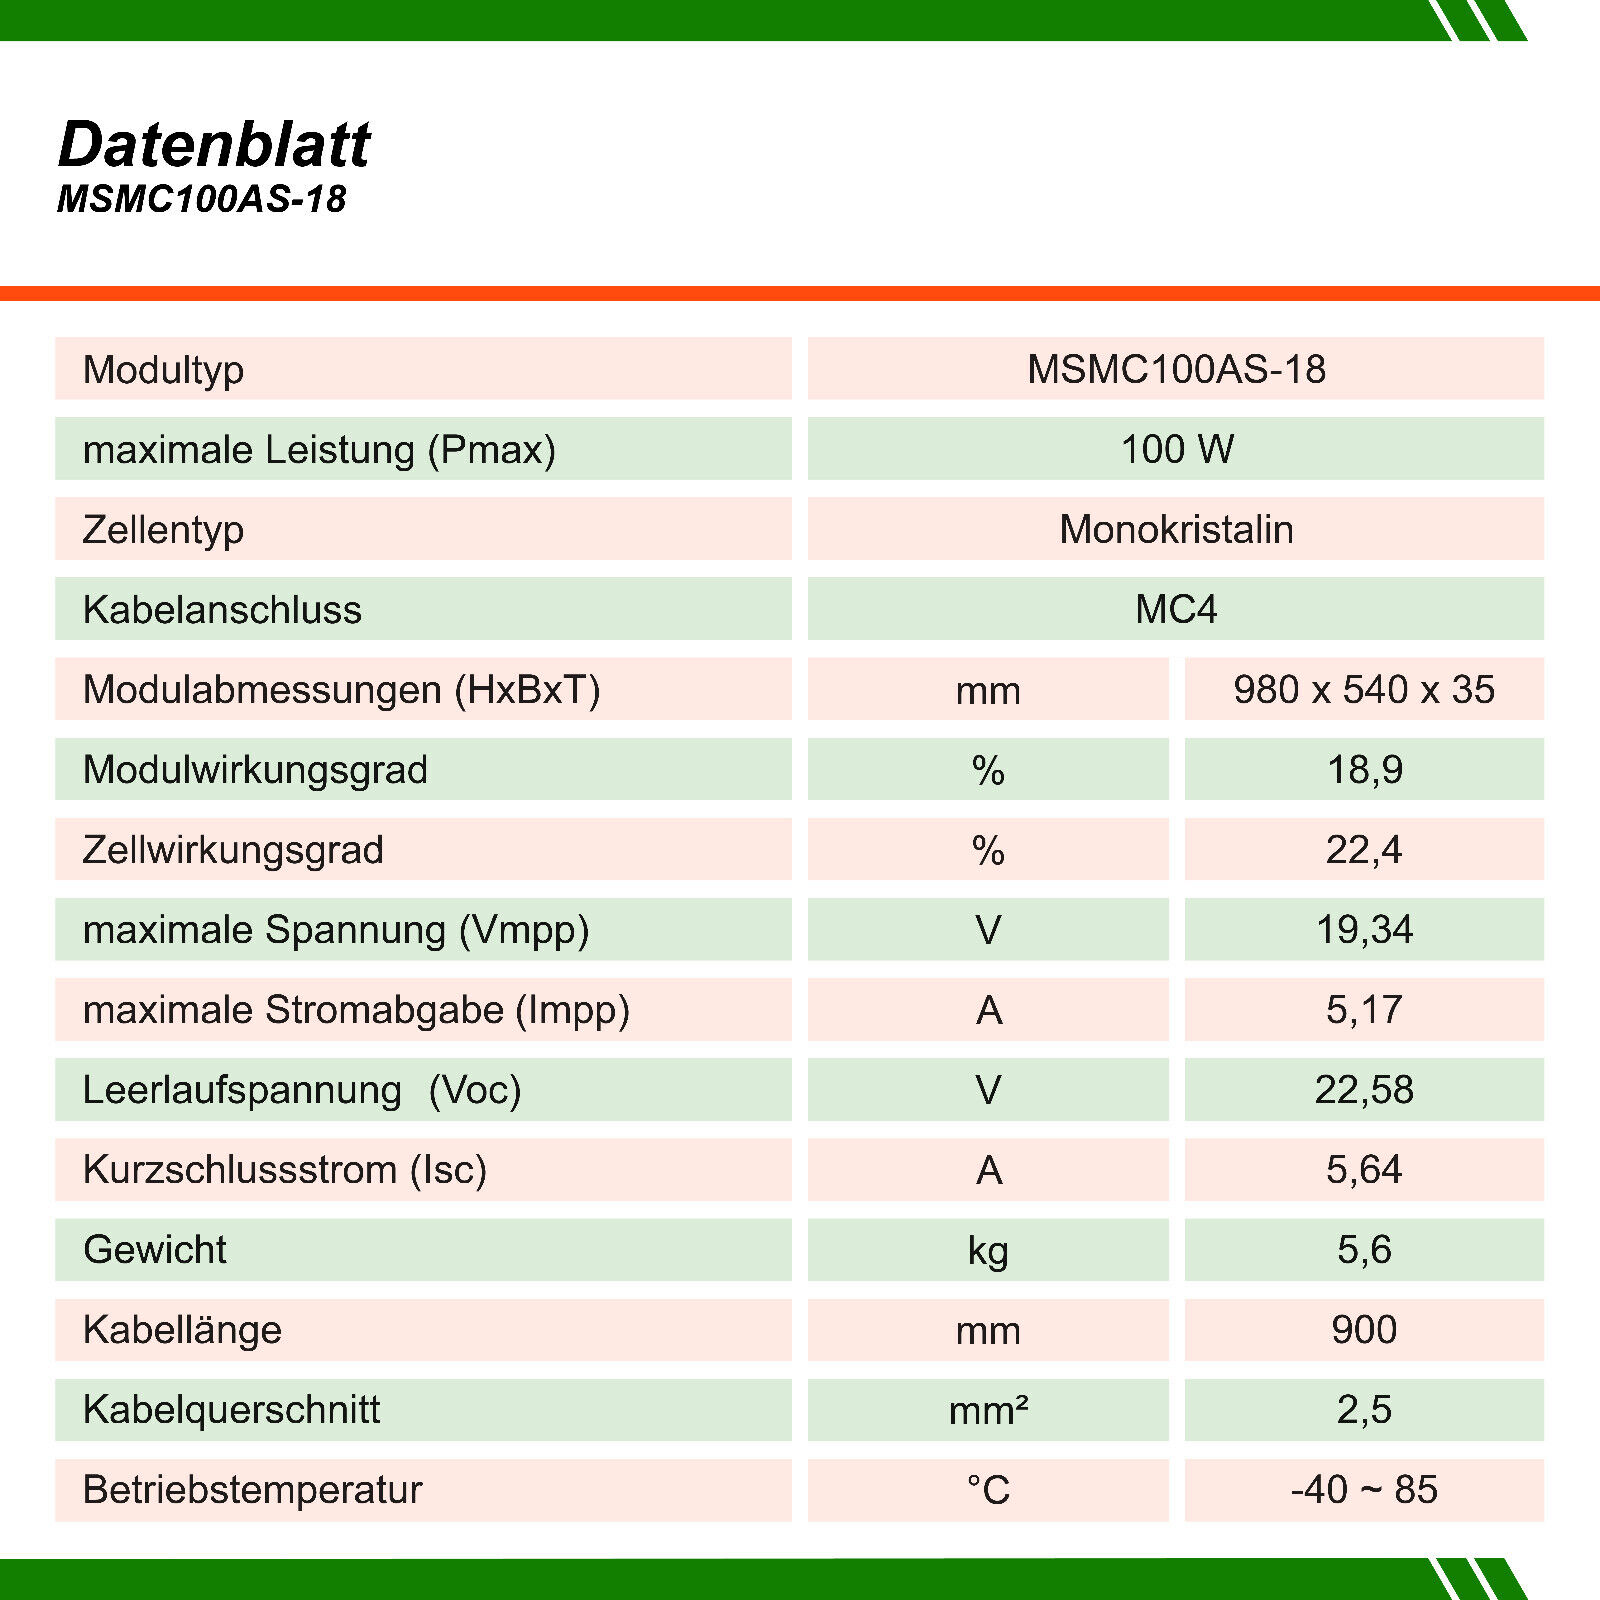 Datenblatt
MSMC100AS-18
Modultyp MSMC100AS-18
maximale Leistung (Pmax) 100 W
Zellentyp Monokristalin
Kabelanschluss MC4
Modulabmessungen (HxBxT) mm 980 x 540 x 35
Modulwirkungsgrad % 18,9
Zellwirkungsgrad % 22,4
maximale Spannung (Vmpp) V 19,34
maximale Stromabgabe (Impp) A 5,17
Leerlaufspannung (Voc) V 22,58
Kurzschlussstrom (Isc) A 5,64
Gewicht kg 5,6
Kabellänge mm 900
Kabelquerschnitt mm² 2,5
Betriebstemperatur °C -40 ~ 85